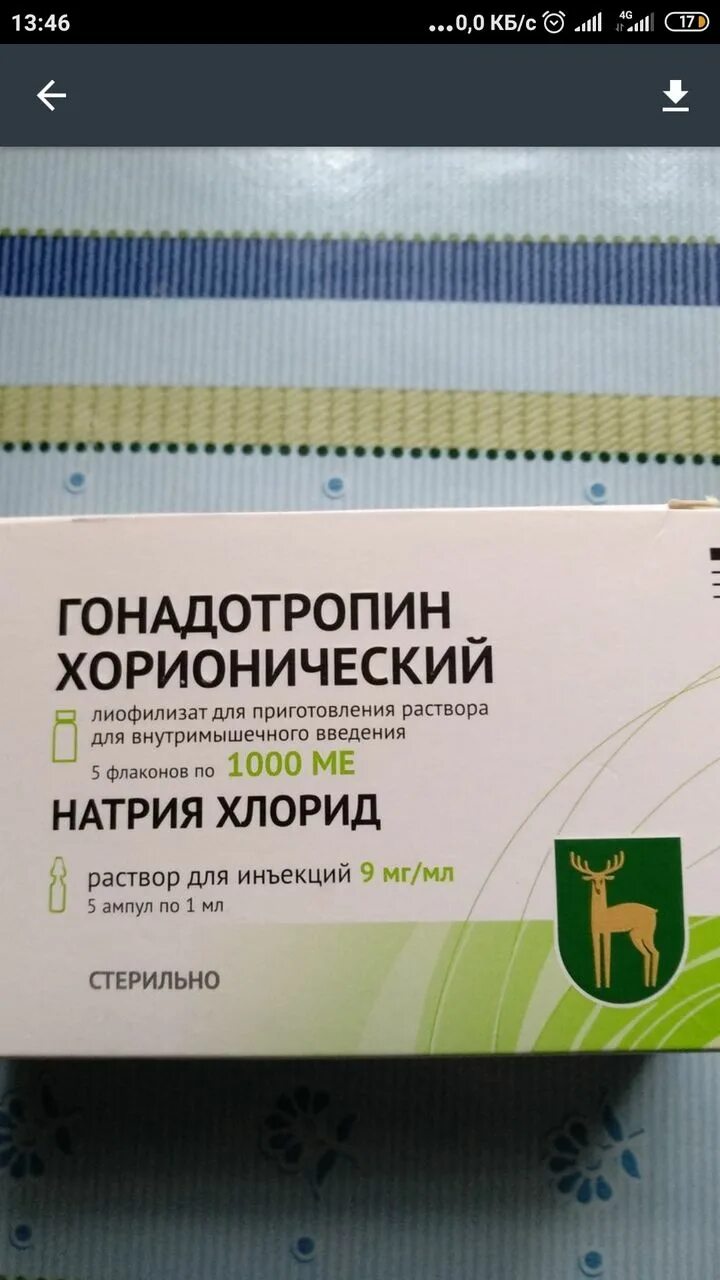 13:46
...0,0 КБ/с 4G 17
ГОНАДОТРОПИН
ХОРИОНИЧЕСКИЙ
лиофилизат для приготовления раствора
для внутримышечного введения
5 флаконов по 1000 МЕ
НАТРИЯ ХЛОРИД
раствор для инъекций 9 мг/мл
5 ампул по 1 мл
СТЕРИЛЬНО